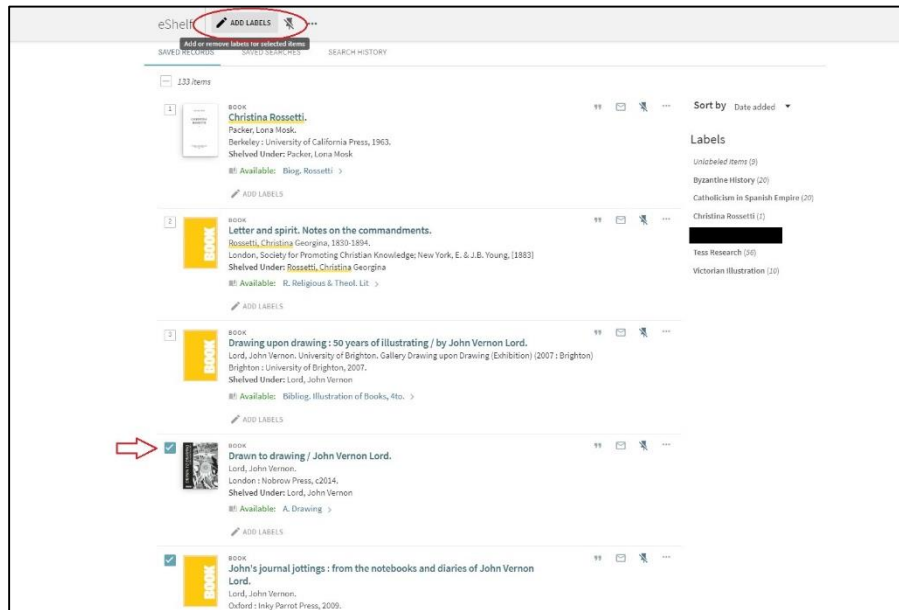 eShelf
ADD LABELS
Add or remove labels for selected items
SAVED RECORDS SAVED SEARCHES SEARCH HISTORY
133 items
1
BOOK
Christina Rossetti.
Packer, Lona Mosk.
Berkeley : University of California Press, 1963.
Shelved Under: Packer, Lona Mosk
Available: Biog. Rossetti >
ADD LABELS
2
BOOK
BOOK
Letter and spirit. Notes on the commandments.
Rossetti, Christina Georgina, 1830-1894.
London, Society for Promoting Christian Knowledge; New York, E. & J.B. Young, [1883]
Shelved Under: Rossetti, Christina Georgina
Available: R. Religious & Theol. Lit >
ADD LABELS
3
BOOK
BOOK
Drawing upon drawing : 50 years of illustrating / by John Vernon Lord.
Lord, John Vernon. University of Brighton. Gallery Drawing upon Drawing (Exhibition) (2007 : Brighton)
Brighton : University of Brighton, 2007.
Shelved Under: Lord, John Vernon
Available: Bibliog. Illustration of Books, 4to. >
ADD LABELS
BOOK
Drawn to drawing / John Vernon Lord.
Lord, John Vernon.
London : Nobrow Press, c2014.
Shelved Under: Lord, John Vernon
Available: A. Drawing >
ADD LABELS
BOOK
BOOK
John's journal jottings : from the notebooks and diaries of John Vernon
Lord.
Lord, John Vernon.
Oxford : Inky Parrot Press, 2009.
Sort by Date added
Labels
Unlabeled items (9)
Byzantine History (20)
Catholicism in Spanish Empire (20)
Christina Rossetti (1)
Tess Research (56)
Victorian Illustration (10)